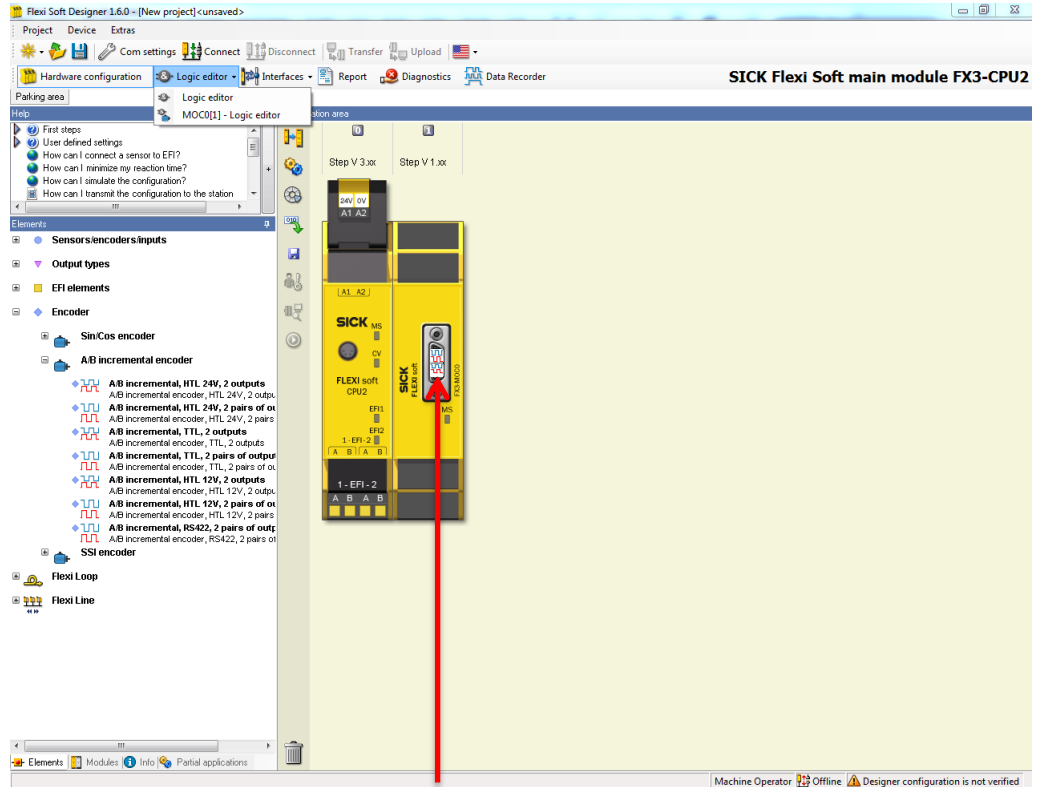 Flexi Soft Designer 1.6.0 - [New project]<unsaved>
Project Device Extras
Com settings Connect Disconnect Transfer Upload
Hardware configuration Logic editor Interfaces Report Diagnostics Data Recorder SICK Flexi Soft main module FX3-CPU2
Parking area
Logic editor
MOC0[1] - Logic editor
Help
ion area
First steps
User defined settings
How can I connect a sensor to EFI?
How can I minimize my reaction time?
How can I simulate the configuration?
How can I transmit the configuration to the station
0 1
Step V 3.xx Step V 1.xx
24V 0V
A1 A2
Elements
Sensors/encoders/inputs
Output types
EFI elements
Encoder
Sin/Cos encoder
A/B incremental encoder
A/B incremental, HTL 24V, 2 outputs
A/B incremental encoder, HTL 24V, 2 outpu
A/B incremental, HTL 24V, 2 pairs of ou
A/B incremental encoder, HTL 24V, 2 pairs
A/B incremental, TTL, 2 outputs
A/B incremental encoder, TTL, 2 outputs
A/B incremental, TTL, 2 pairs of output
A/B incremental encoder, TTL, 2 pairs of ou
A/B incremental, HTL 12V, 2 outputs
A/B incremental encoder, HTL 12V, 2 outpu
A/B incremental, HTL 12V, 2 pairs of ou
A/B incremental encoder, HTL 12V, 2 pairs
A/B incremental, RS422, 2 pairs of outp
A/B incremental encoder, RS422, 2 pairs of
SSI encoder
Flexi Loop
Flexi Line
010
A1 A2
SICK MS
CV
FLEXI soft
CPU2
EFI1
EFI2
1 - EFI - 2
A B A B
1 - EFI - 2
A B A B
SICK
FLEXI soft
FX3-MOC0
MS
Elements Modules Info Partial applications
Machine Operator Offline Designer configuration is not verified